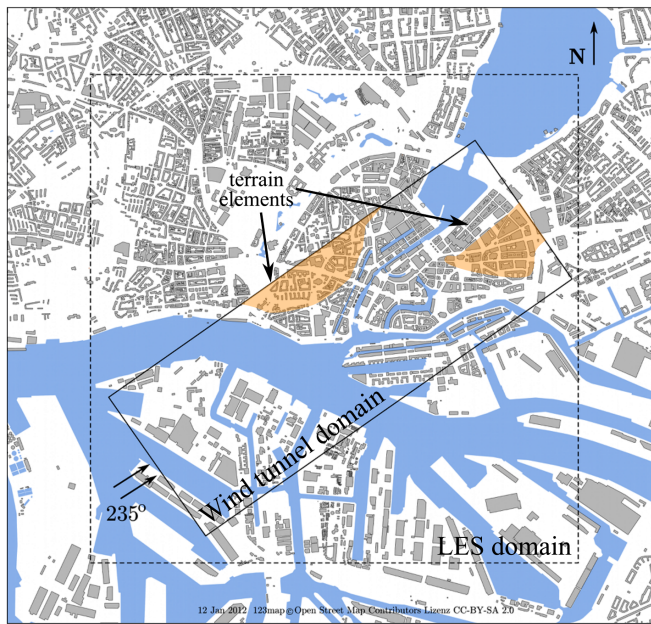 N
terrain
elements
Wind tunnel domain
235º
LES domain
12 Jan 2012 123map©Open Street Map Contributors Lizenz CC-BY-SA 2.0